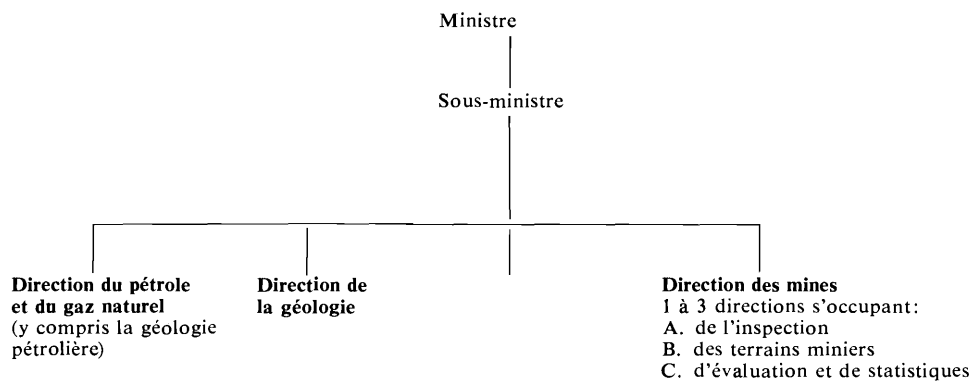 Ministre
Sous-ministre
Direction du pétrole
et du gaz naturel
(y compris la géologie
pétrolière)
Direction de
la géologie
Direction des mines
1 à 3 directions s'occupant:
A. de l'inspection
B. des terrains miniers
C. d'évaluation et de statistiques